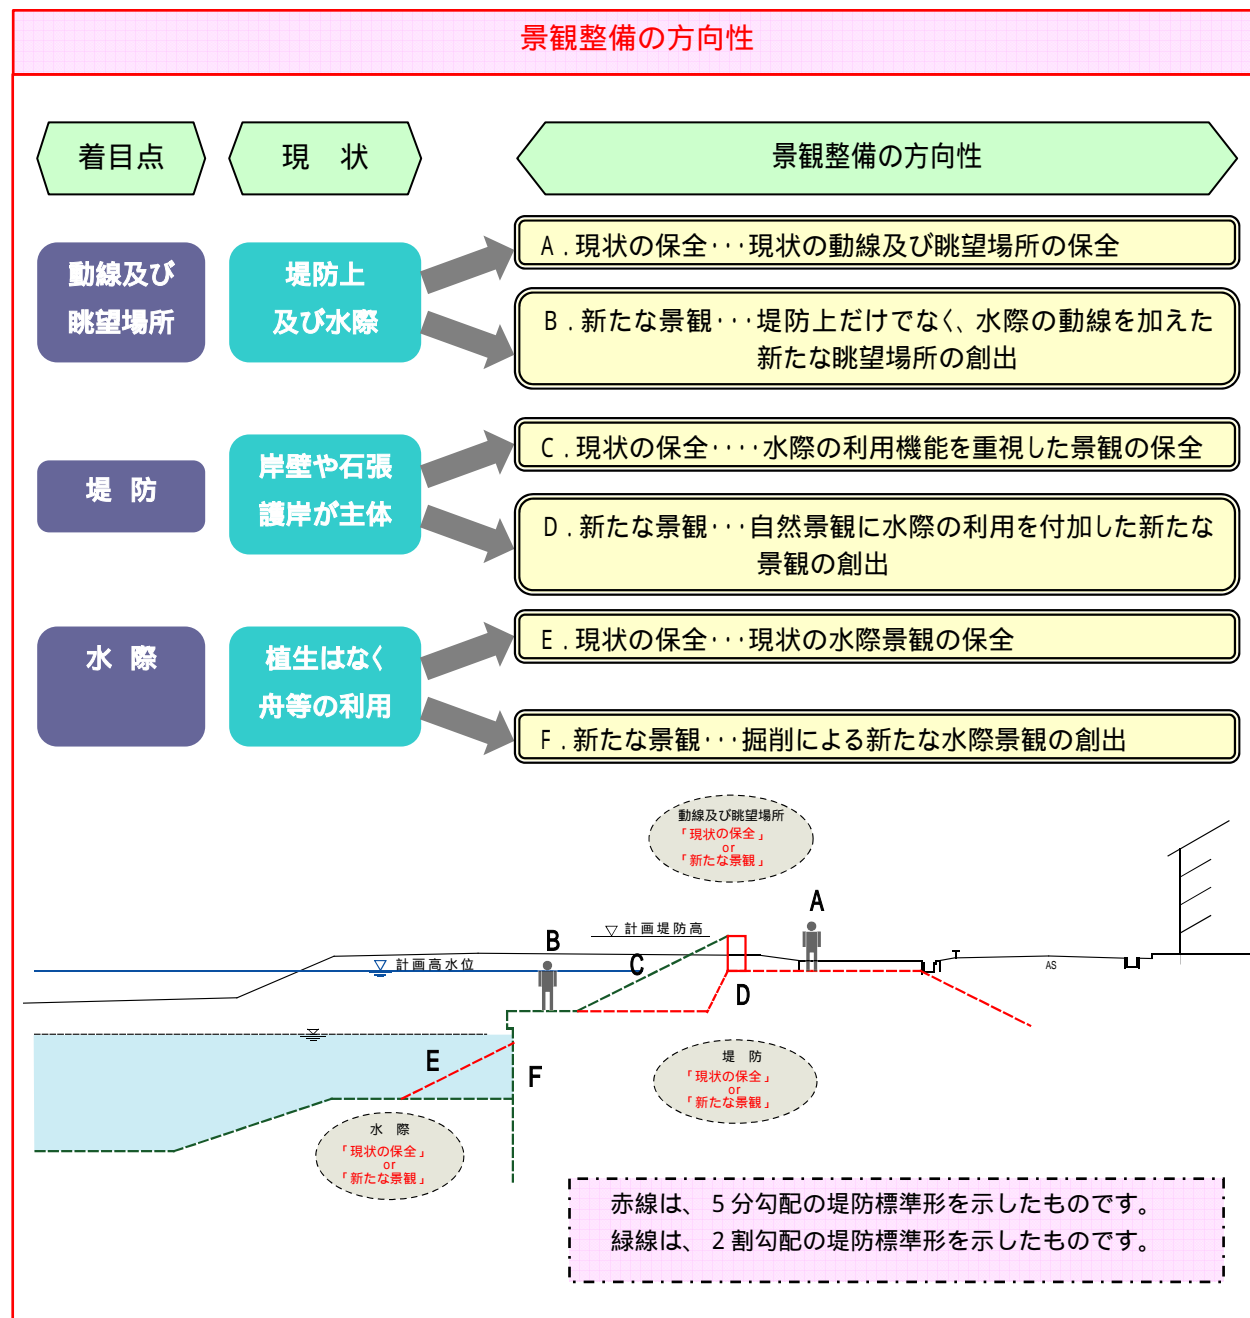 景観整備の方向性
着目点
現　状
景観整備の方向性
動線及び
眺望場所
堤防上
及び水際
A．現状の保全・・・現状の動線及び眺望場所の保全
B．新たな景観・・・堤防上だけでなく、水際の動線を加えた
新たな眺望場所の創出
堤 防
岸壁や石張
護岸が主体
C．現状の保全・・・・水際の利用機能を重視した景観の保全
D．新たな景観・・・自然景観に水際の利用を付加した新たな
景観の創出
水 際
植生はなく
舟等の利用
E．現状の保全・・・現状の水際景観の保全
F．新たな景観・・・掘削による新たな水際景観の創出
動線及び眺望場所
「現状の保全」
or
「新たな景観」
A
計画堤防高
B
計画高水位
C
AS
D
E
F
堤　防
「現状の保全」
or
「新たな景観」
水　際
「現状の保全」
or
「新たな景観」
赤線は、5分勾配の堤防標準形を示したものです。
緑線は、2割勾配の堤防標準形を示したものです。